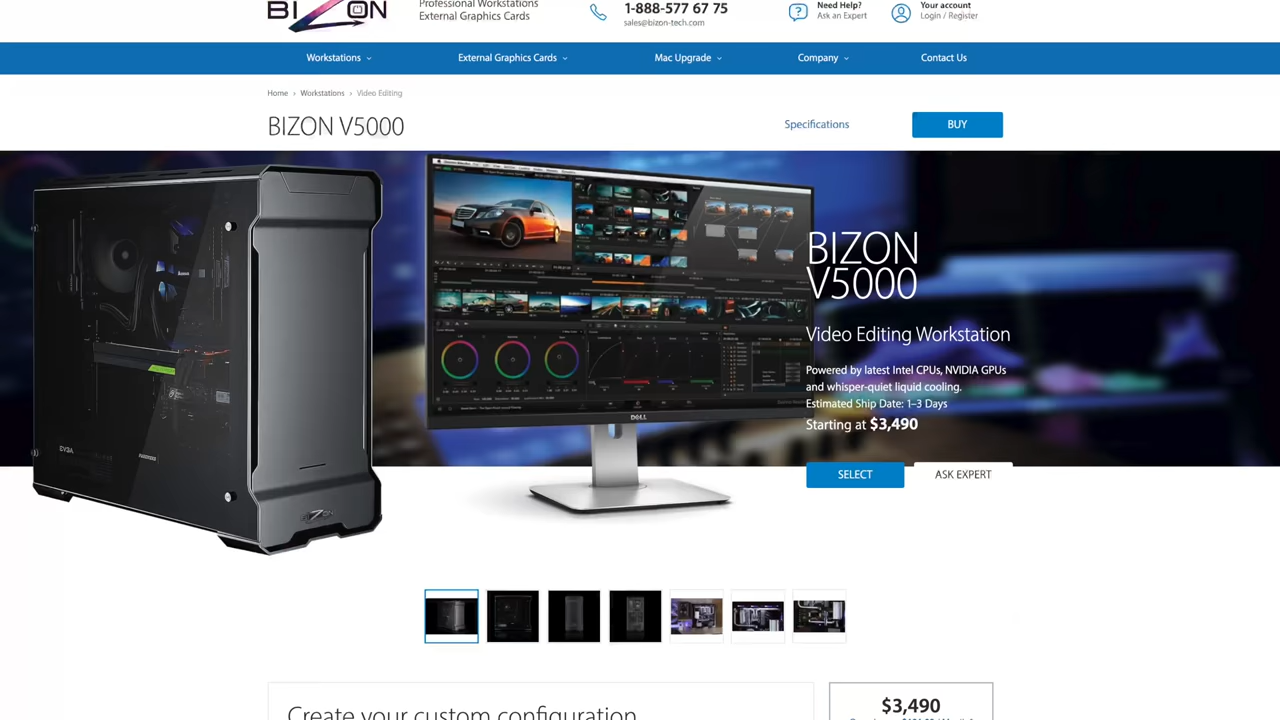 BIZON
Professional Workstations
External Graphics Cards
1-888-577 67 75
sales@bizon-tech.com
Need Help?
Ask an Expert
Your account
Login / Register
Workstations
External Graphics Cards
Mac Upgrade
Company
Contact Us
Home › Workstations › Video Editing
BIZON V5000
Specifications
BUY
BIZON
V5000
Video Editing Workstation
Powered by latest Intel CPUs, NVIDIA GPUs
and whisper-quiet liquid cooling.
Estimated Ship Date: 1–3 Days
Starting at $3,490
SELECT
ASK EXPERT
DELL
EVGA
BIZON
Create your custom configuration
$3,490